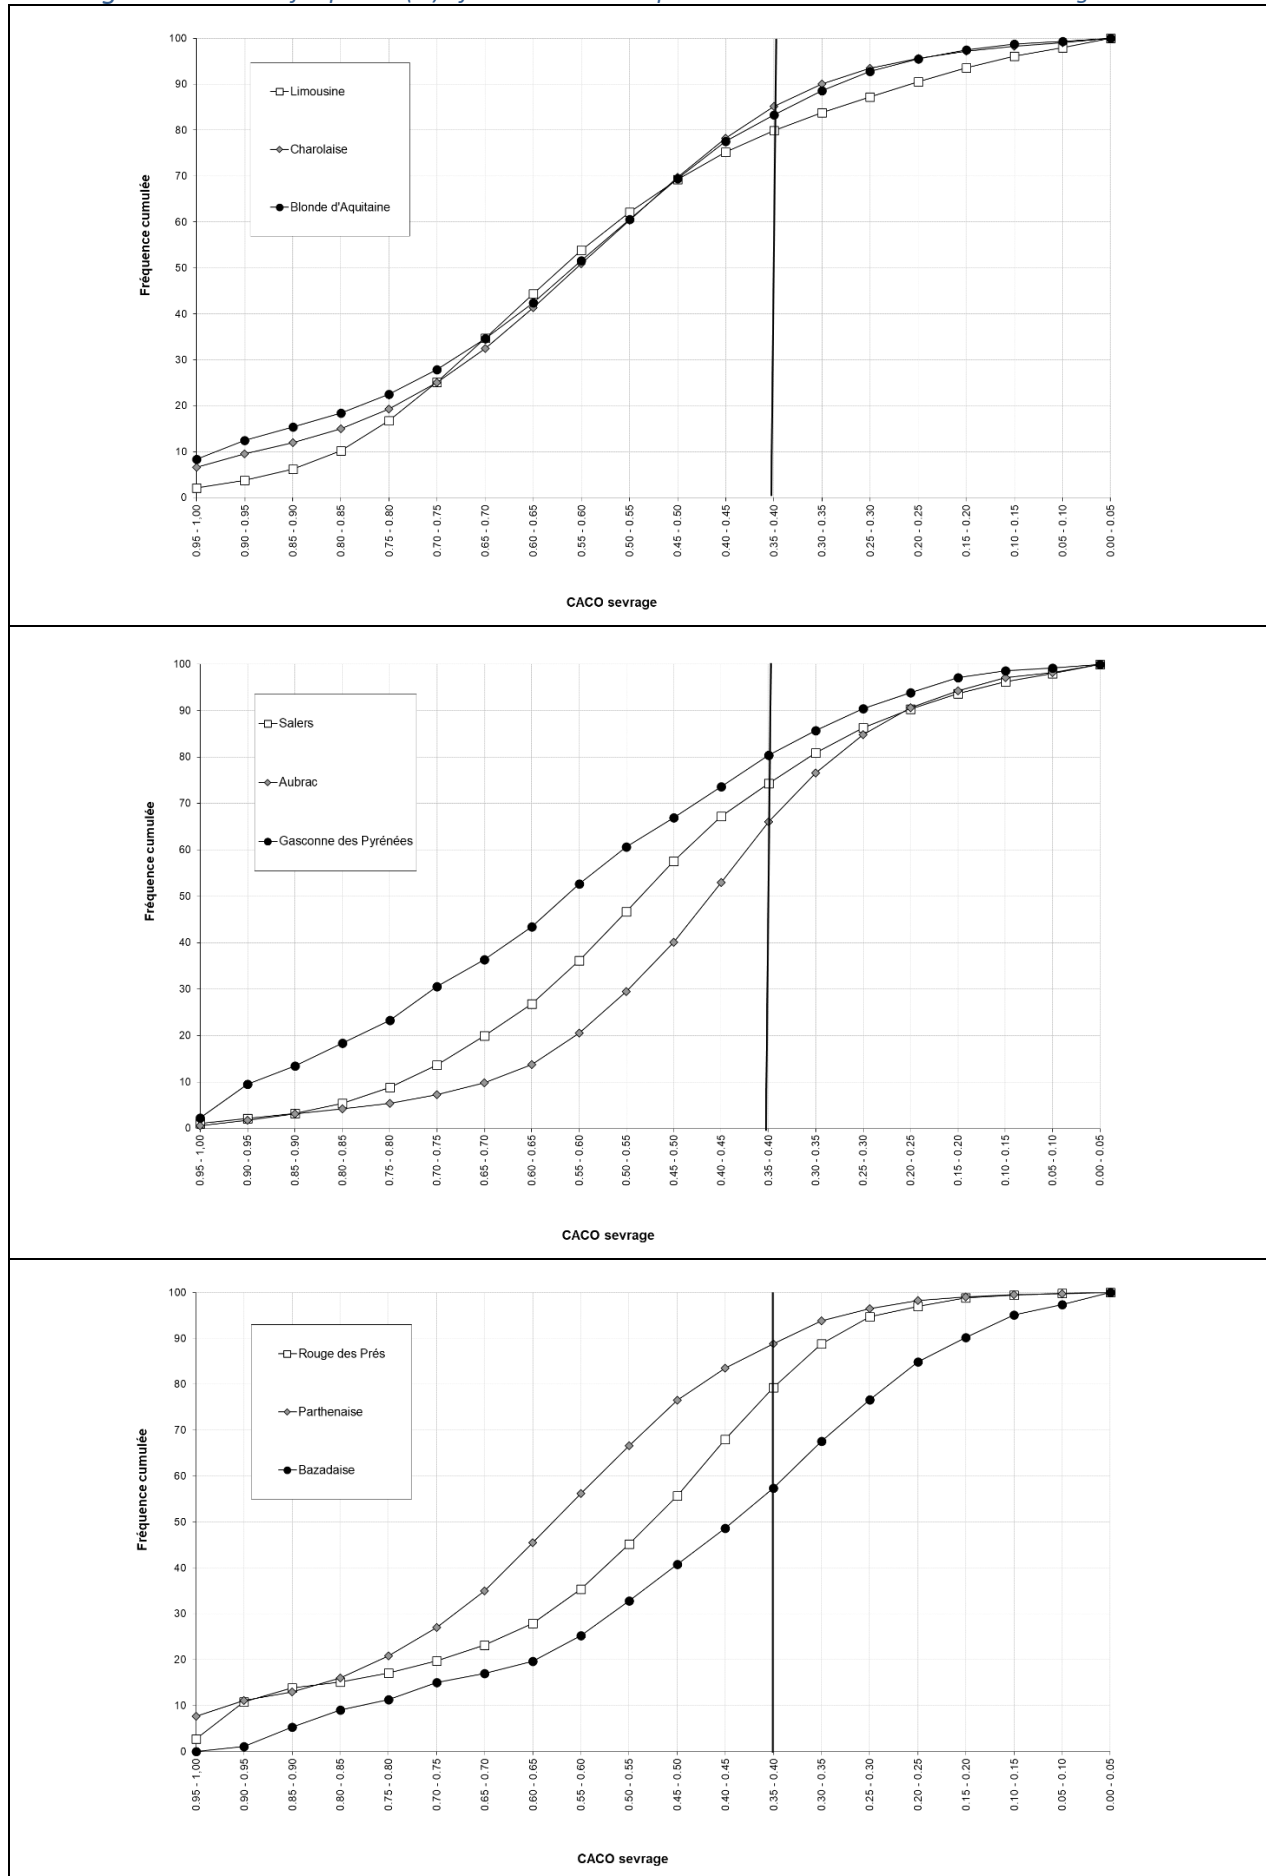 100
90
80
70
60
50
40
30
20
10
0
Fréquence cumulée
Limousine
Charolaise
Blonde d'Aquitaine
0.95 - 1,00
0.90 - 0.95
0.85 - 0.90
0.80 - 0.85
0.75 - 0.80
0.70 - 0.75
0.65 - 0.70
0.60 - 0.65
0.55 - 0.60
0.50 - 0.55
0.45 - 0.50
0.40 - 0.45
0.35 - 0.40
0.30 - 0.35
0.25 - 0.30
0.20 - 0.25
0.15 - 0.20
0.10 - 0.15
0.05 - 0.10
0.00 - 0.05
CACO sevrage
100
90
80
70
60
50
40
30
20
10
0
Fréquence cumulée
Salers
Aubrac
Gasconne des Pyrénées
0.95 - 1,00
0.90 - 0.95
0.85 - 0.90
0.80 - 0.85
0.75 - 0.80
0.70 - 0.75
0.65 - 0.70
0.60 - 0.65
0.55 - 0.60
0.50 - 0.55
0.45 - 0.50
0.40 - 0.45
0.35 - 0.40
0.30 - 0.35
0.25 - 0.30
0.20 - 0.25
0.15 - 0.20
0.10 - 0.15
0.05 - 0.10
0.00 - 0.05
CACO sevrage
100
90
80
70
60
50
40
30
20
10
0
Fréquence cumulée
Rouge des Prés
Parthenaise
Bazadaise
0.95 - 1,00
0.90 - 0.95
0.85 - 0.90
0.80 - 0.85
0.75 - 0.80
0.70 - 0.75
0.65 - 0.70
0.60 - 0.65
0.55 - 0.60
0.50 - 0.55
0.45 - 0.50
0.40 - 0.45
0.35 - 0.40
0.30 - 0.35
0.25 - 0.30
0.20 - 0.25
0.15 - 0.20
0.10 - 0.15
0.05 - 0.10
0.00 - 0.05
CACO sevrage